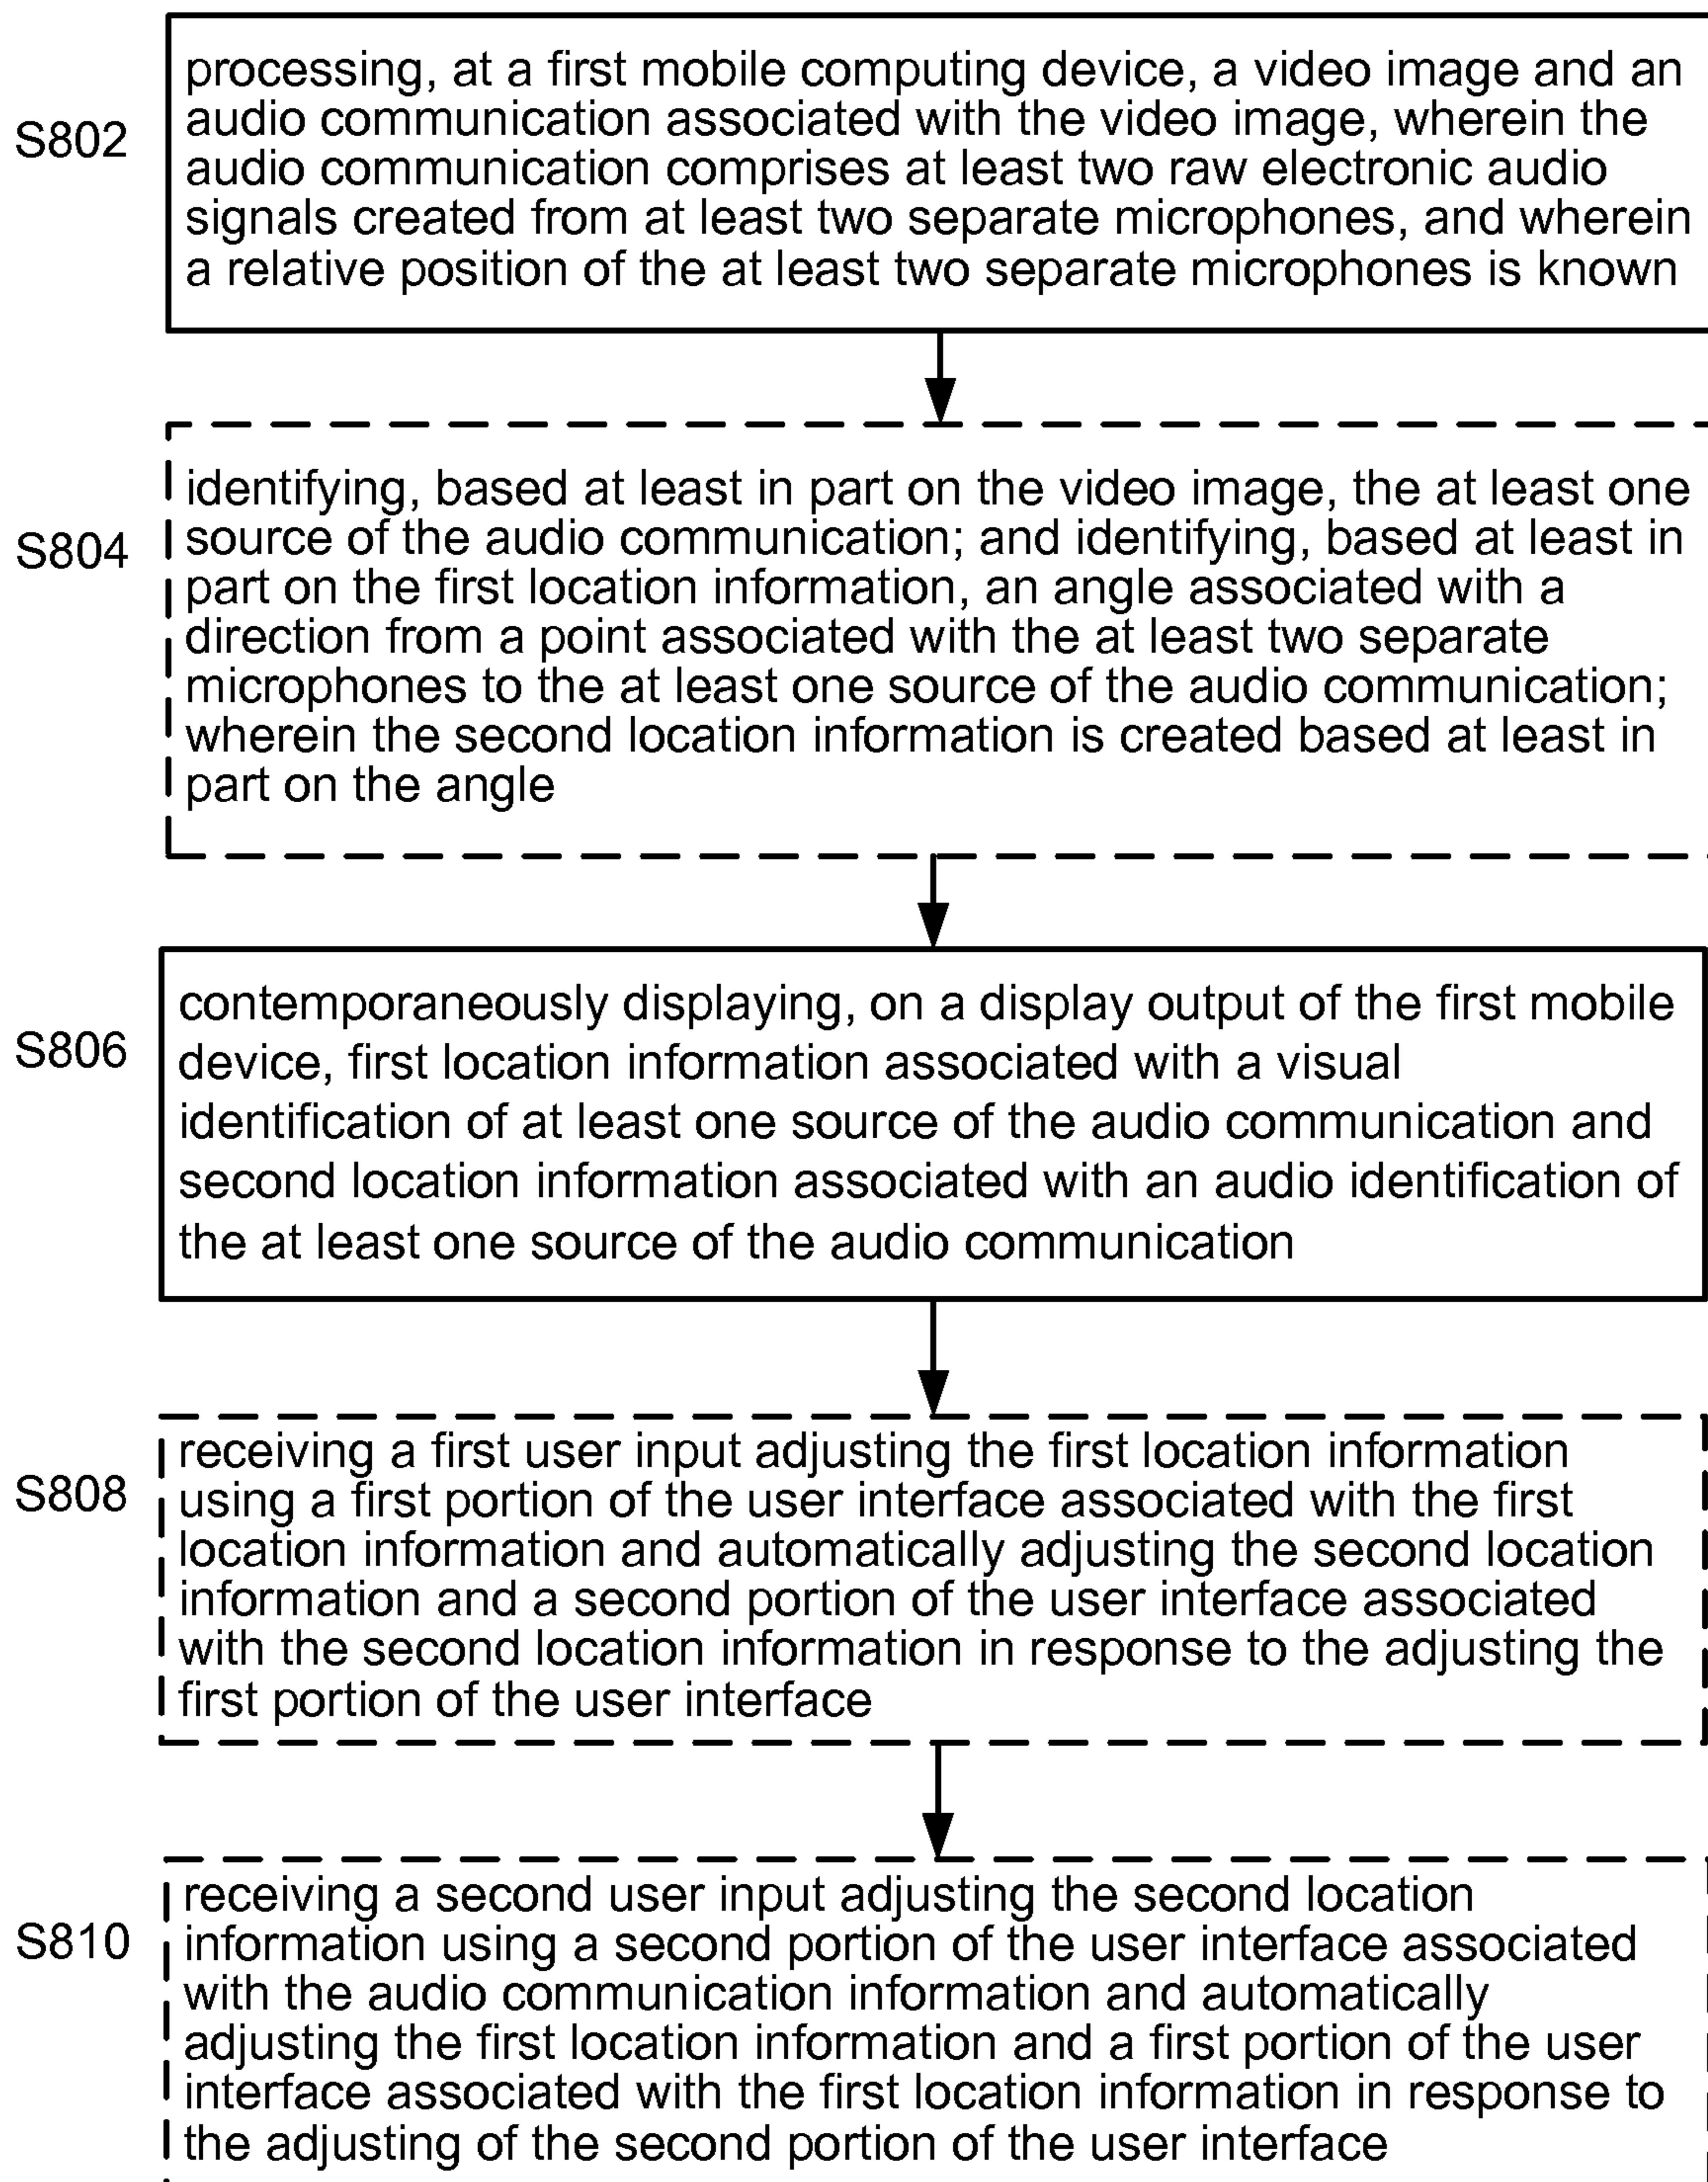 S802
processing, at a first mobile computing device, a video image and an
audio communication associated with the video image, wherein the
audio communication comprises at least two raw electronic audio
signals created from at least two separate microphones, and wherein
a relative position of the at least two separate microphones is known
S804
identifying, based at least in part on the video image, the at least one
source of the audio communication; and identifying, based at least in
part on the first location information, an angle associated with a
direction from a point associated with the at least two separate
microphones to the at least one source of the audio communication;
wherein the second location information is created based at least in
part on the angle
S806
contemporaneously displaying, on a display output of the first mobile
device, first location information associated with a visual
identification of at least one source of the audio communication and
second location information associated with an audio identification of
the at least one source of the audio communication
S808
receiving a first user input adjusting the first location information
using a first portion of the user interface associated with the first
location information and automatically adjusting the second location
information and a second portion of the user interface associated
with the second location information in response to the adjusting the
first portion of the user interface
S810
receiving a second user input adjusting the second location
information using a second portion of the user interface associated
with the audio communication information and automatically
adjusting the first location information and a first portion of the user
interface associated with the first location information in response to
the adjusting of the second portion of the user interface